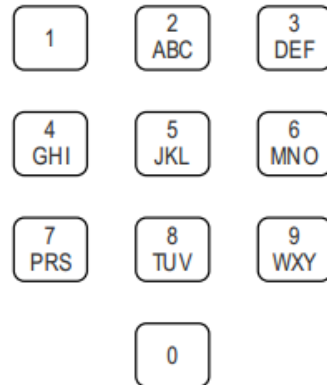 1 2 3
ABC DEF
4 5 6
GHI JKL MNO
7 8 9
PRS TUV WXY
0